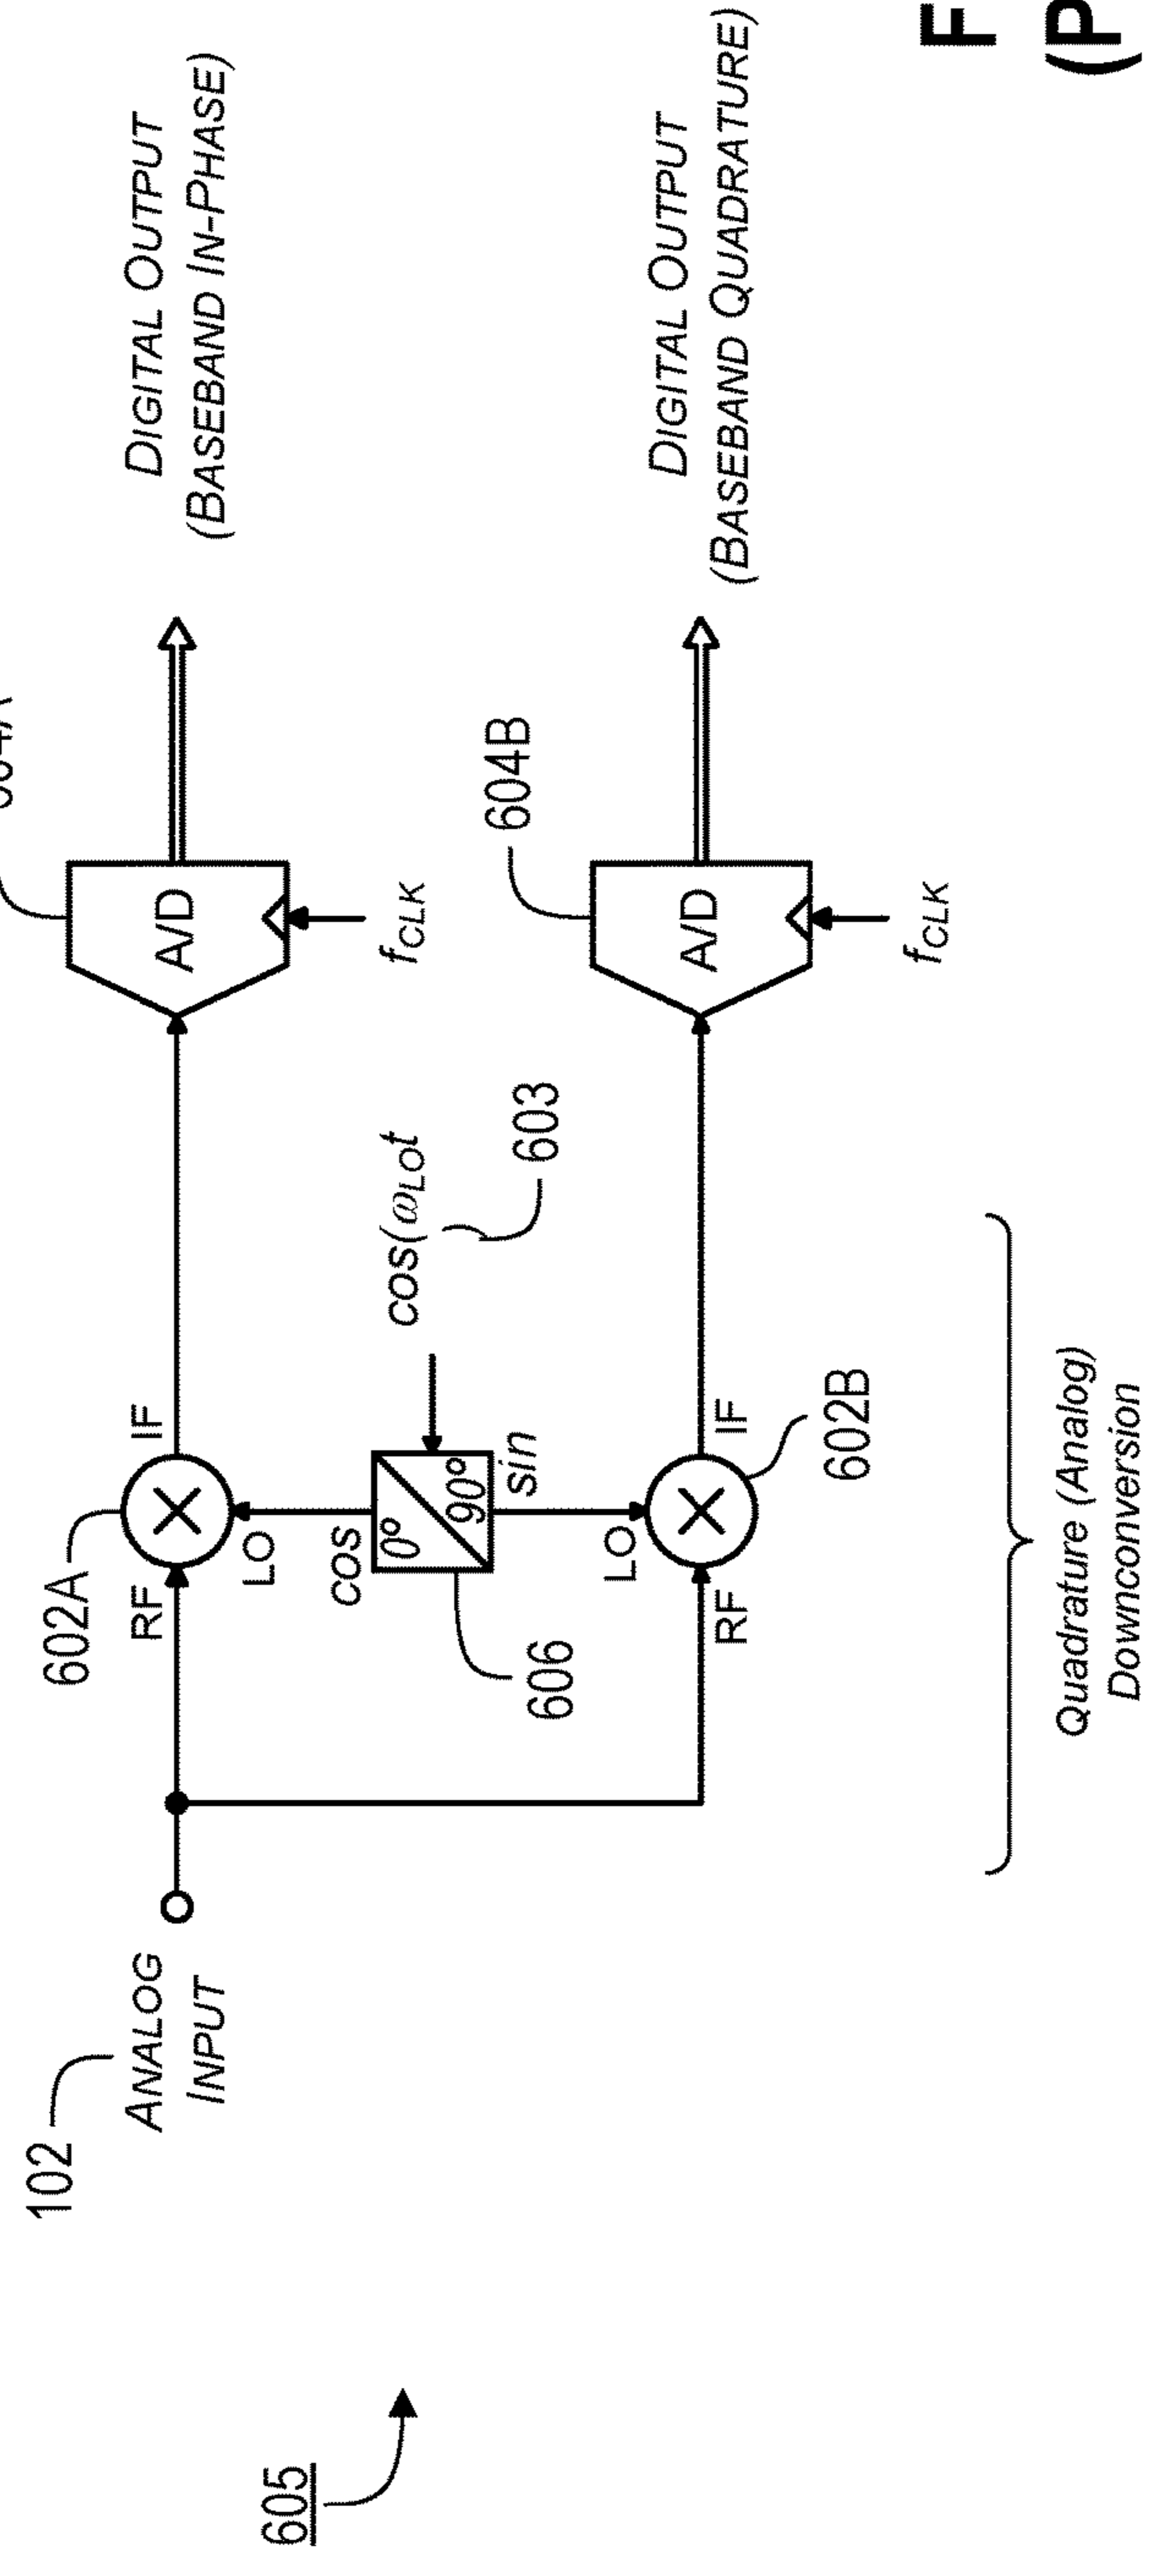 605
102
ANALOG
INPUT
602A
RF
IF
LO
COS
0°
90°
sin
606
cos(ωLOt
603
LO
RF
IF
602B
A/D
fCLK
604B
A/D
fCLK
DIGITAL OUTPUT
(BASEBAND IN-PHASE)
DIGITAL OUTPUT
(BASEBAND QUADRATURE)
Quadrature (Analog)
Downconversion
F
(P